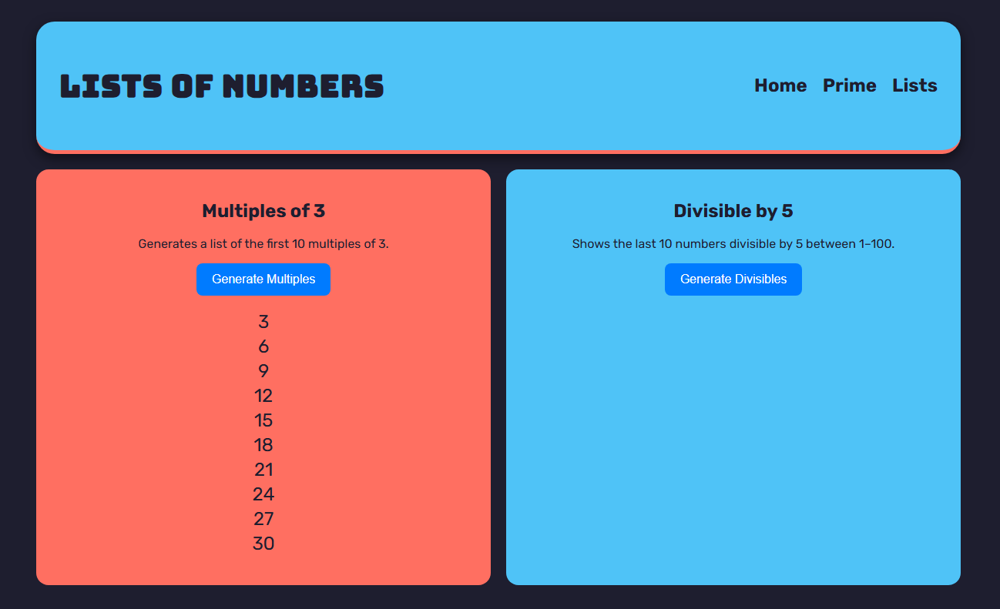 LISTS OF NUMBERS
Home Prime Lists
Multiples of 3
Generates a list of the first 10 multiples of 3.
Generate Multiples
3
6
9
12
15
18
21
24
27
30
Divisible by 5
Shows the last 10 numbers divisible by 5 between 1–100.
Generate Divisibles